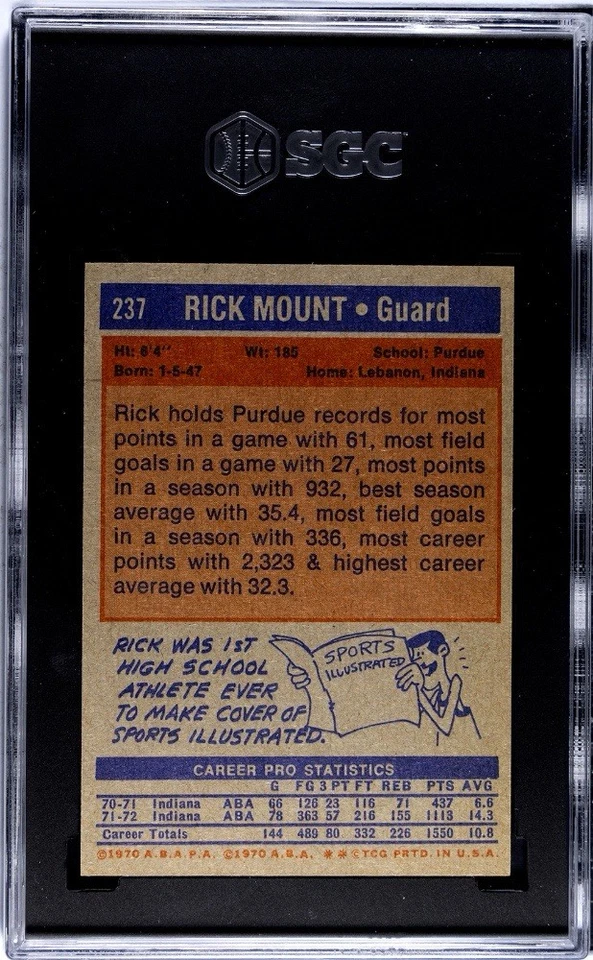 SGC
237 RICK MOUNT • Guard
Ht: 6'4" Wt: 185 School: Purdue
Born: 1-5-47 Home: Lebanon, Indiana
Rick holds Purdue records for most
points in a game with 61, most field
goals in a game with 27, most points
in a season with 932, best season
average with 35.4, most field goals
in a season with 336, most career
points with 2,323 & highest career
average with 32.3.
RICK WAS 1ST
HIGH SCHOOL
ATHLETE EVER
TO MAKE COVER OF
SPORTS ILLUSTRATED.
SPORTS
ILLUSTRATED
CAREER PRO STATISTICS
G FG 3 PT FT REB PTS AVG
70-71 Indiana ABA 66 126 23 116 71 437 6.6
71-72 Indiana ABA 78 363 57 216 155 1113 14.3
Career Totals 144 489 80 332 226 1550 10.8
©1970 A.B.A.P.A. ©1970 A.B.A. ** ©TCG PRTD. IN U.S.A.